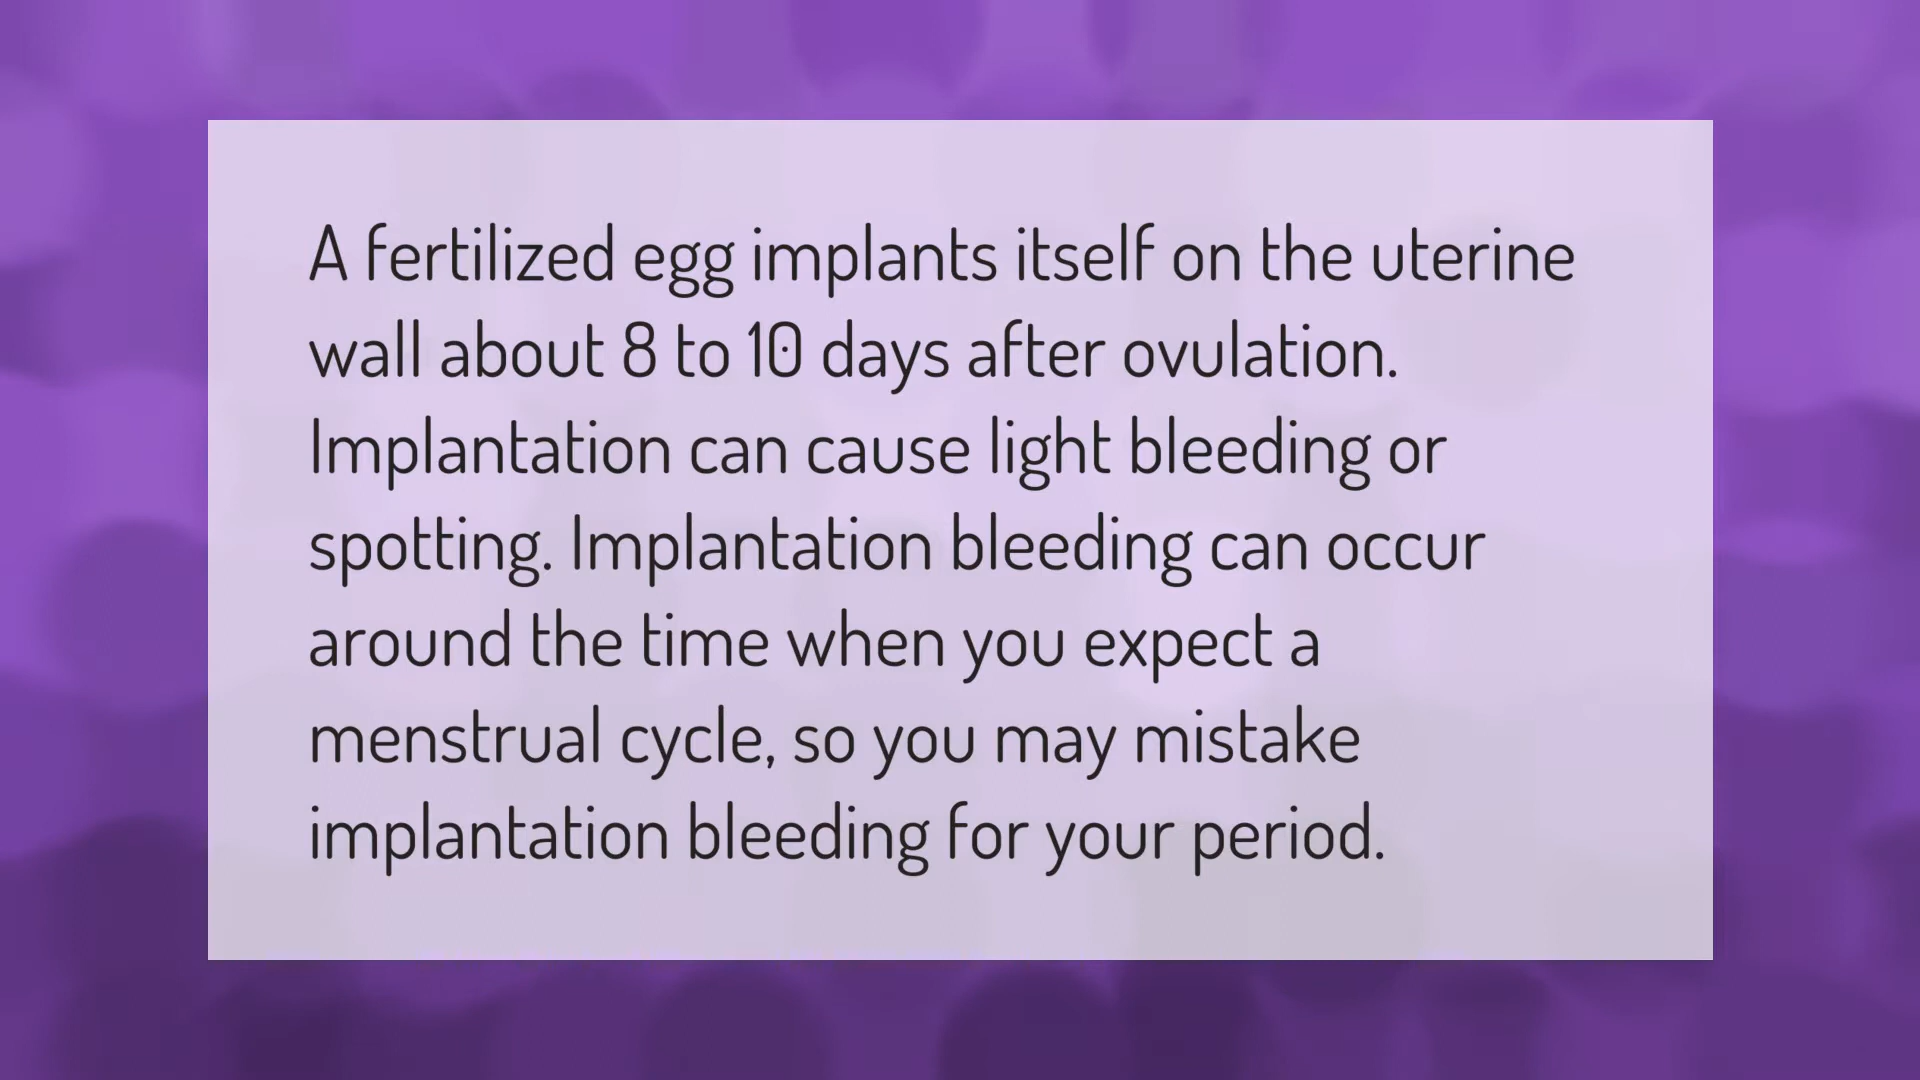 A fertilized egg implants itself on the uterine
wall about 8 to 10 days after ovulation.
Implantation can cause light bleeding or
spotting. Implantation bleeding can occur
around the time when you expect a
menstrual cycle, so you may mistake
implantation bleeding for your period.